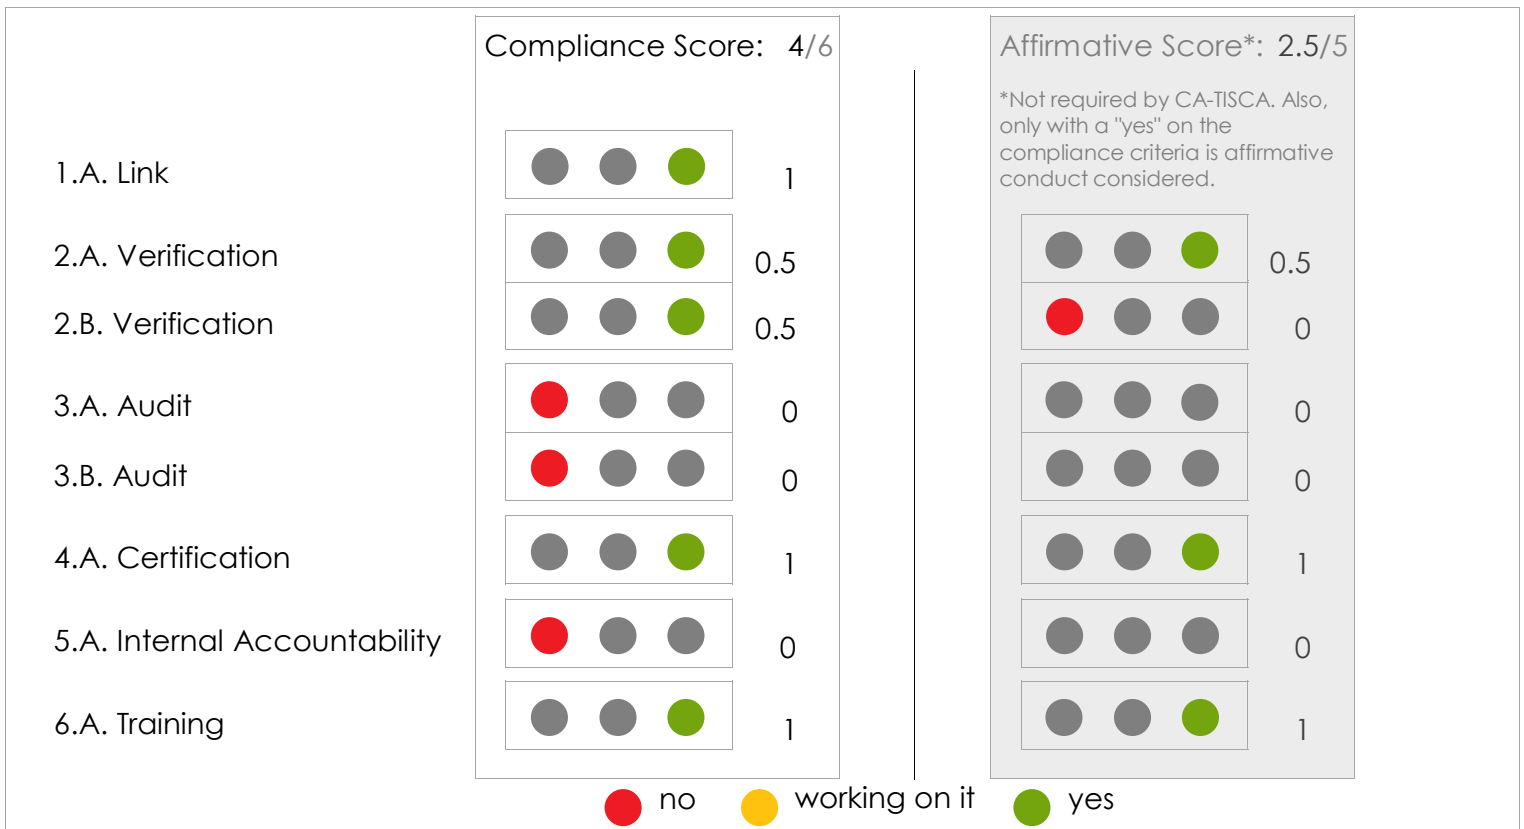 Compliance Score: 4/6
Affirmative Score*: 2.5/5
*Not required by CA-TISCA. Also,
only with a "yes" on the
compliance criteria is affirmative
conduct considered.
1.A. Link 1
2.A. Verification 0.5 0.5
2.B. Verification 0.5 0
3.A. Audit 0 0
3.B. Audit 0 0
4.A. Certification 1 1
5.A. Internal Accountability 0 0
6.A. Training 1 1
no working on it yes